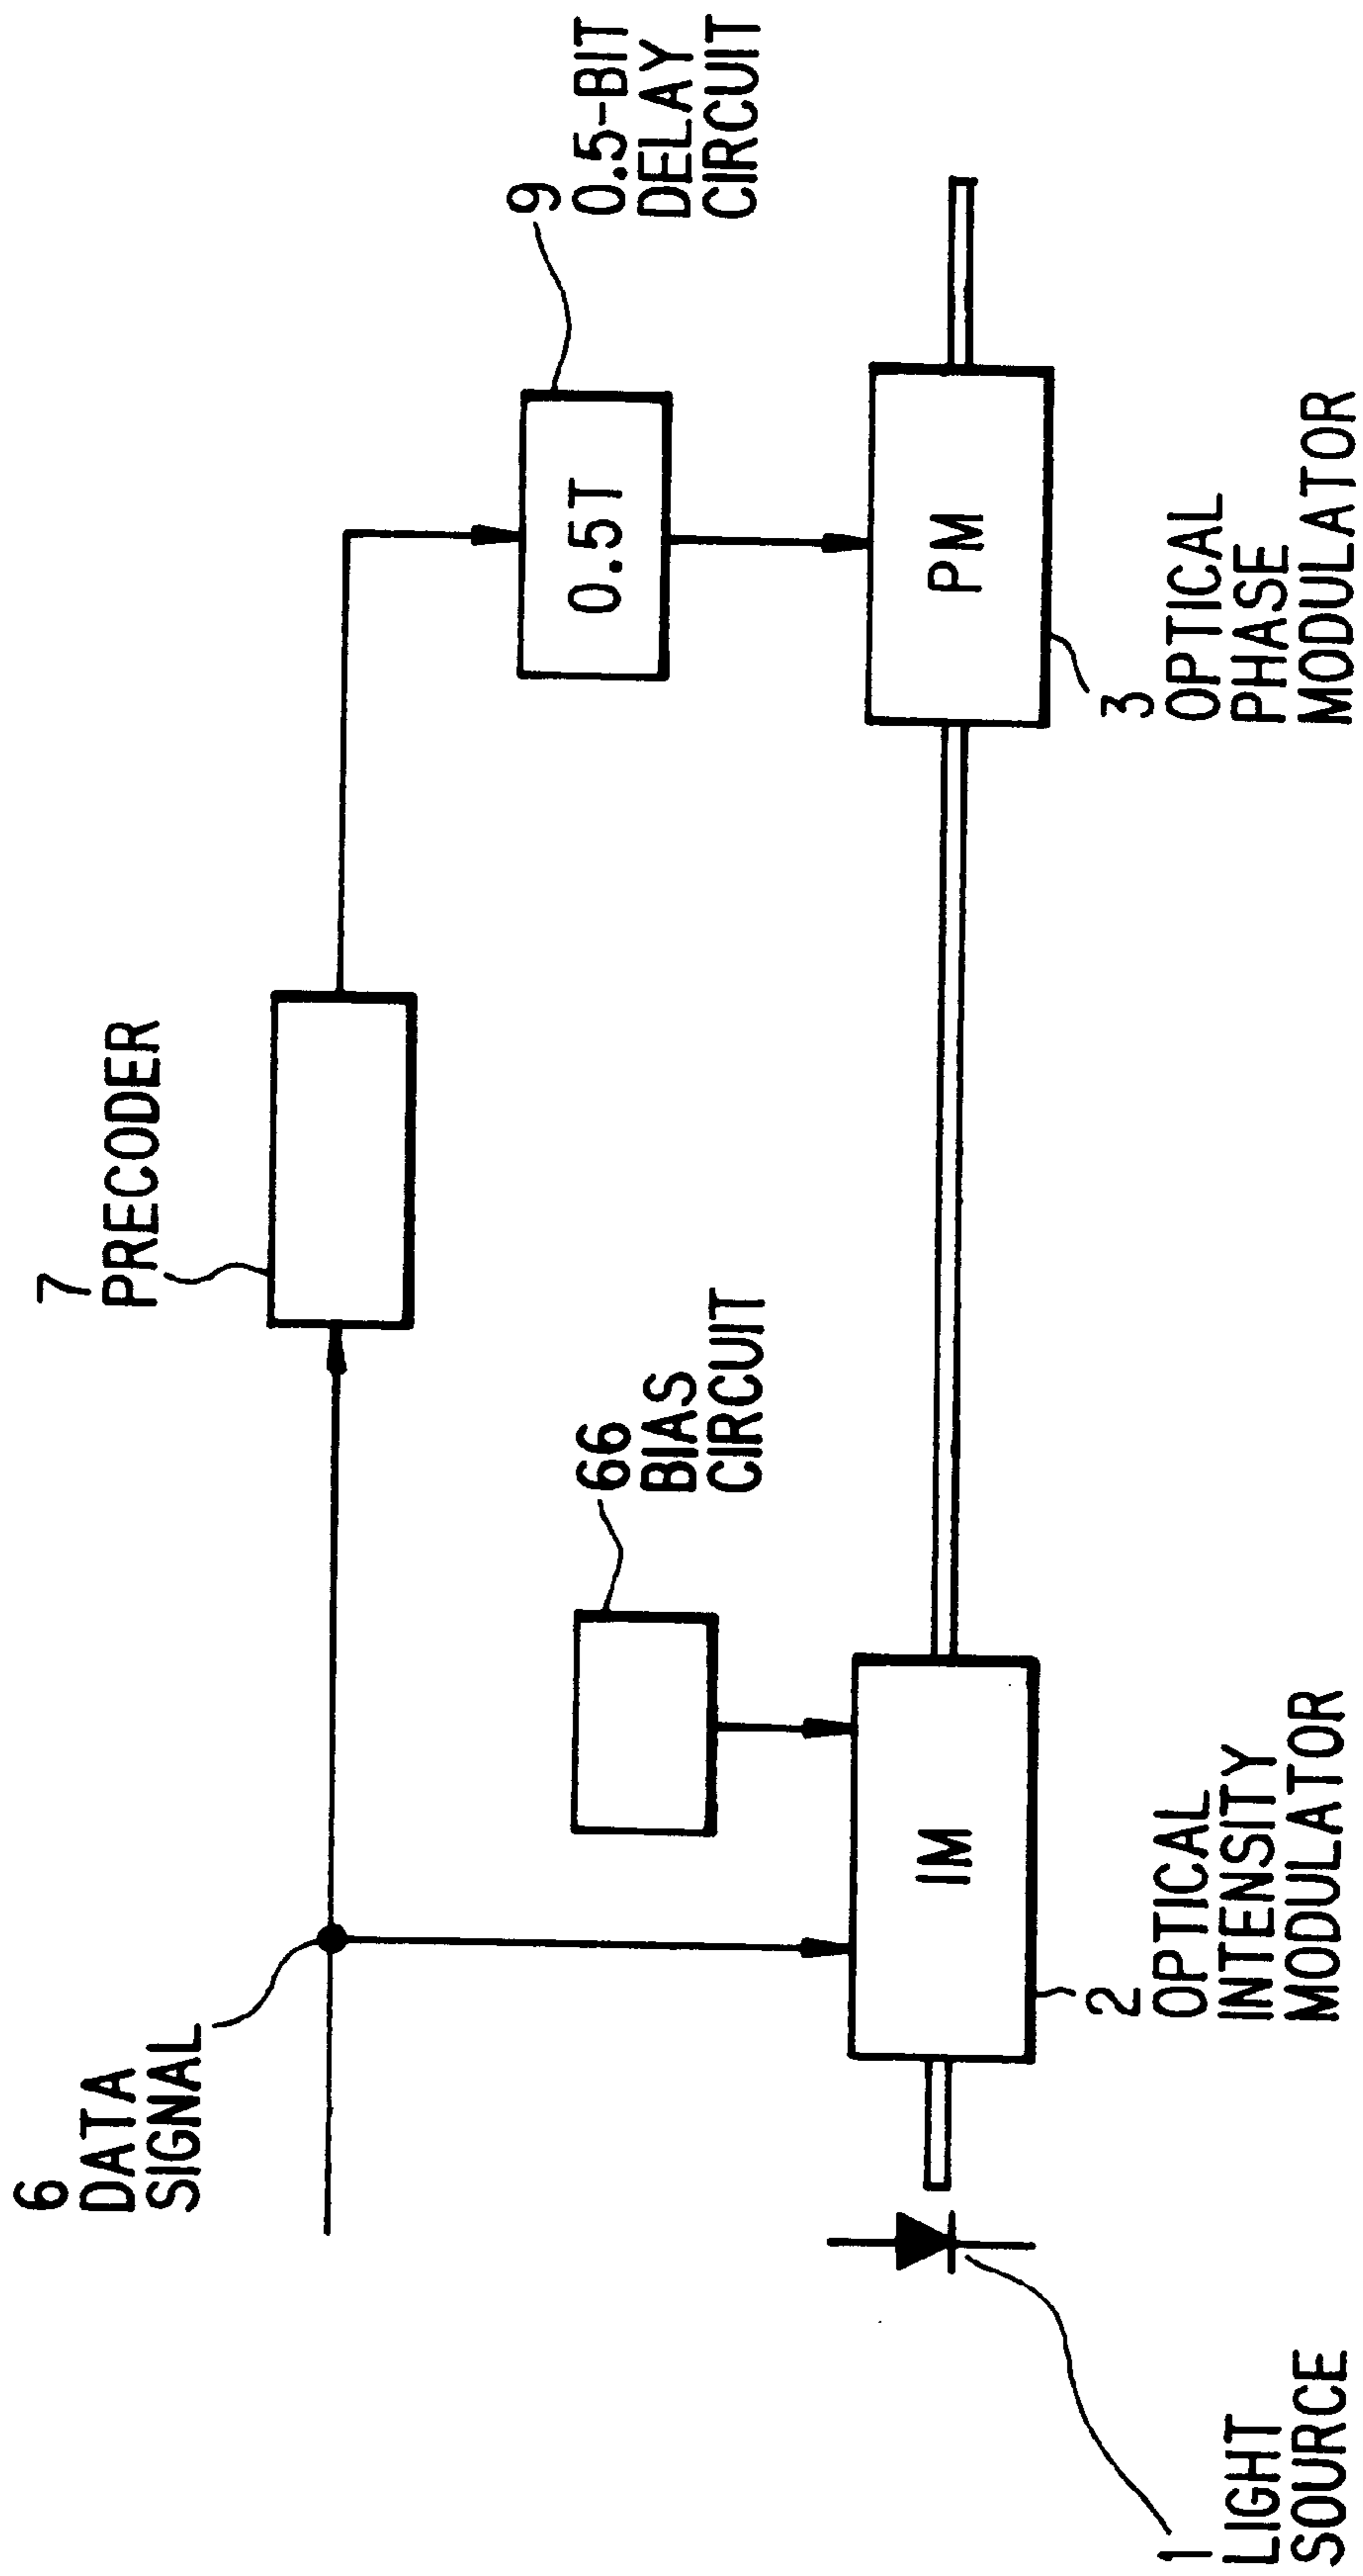 6
DATA
SIGNAL
7
PRECODER
9
0.5-BIT
DELAY
CIRCUIT
66
BIAS
CIRCUIT
0.5T
IM
PM
1
LIGHT
SOURCE
2
OPTICAL
INTENSITY
MODULATOR
3
OPTICAL
PHASE
MODULATOR